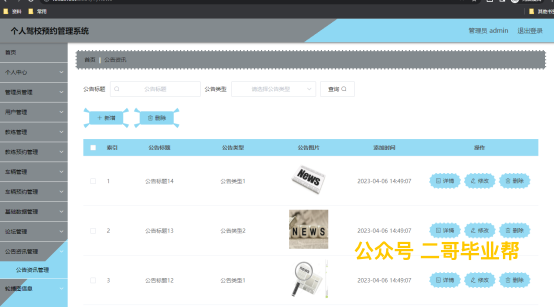 资料 常用
个人驾校预约管理系统 管理员 admin 退出登录
首页
个人中心
管理员管理
用户管理
教练管理
教练预约管理
车辆管理
车辆预约管理
基础数据管理
论坛管理
公告资讯管理
公告资讯管理
轮播图信息
首页 公告资讯
公告标题 公告标题 公告类型 请选择公告类型 查询
+ 新增 删除
索引 公告标题 公告类型 公告图片 添加时间 操作
1 公告标题14 公告类型1 News 2023-04-06 14:49:07 详情 修改 删除
2 公告标题13 公告类型2 NEWS 2023-04-06 14:49:07 详情 修改 删除
公众号 二哥毕业帮
3 公告标题12 公告类型1 News 2023-04-06 14:49:07 详情 修改 删除